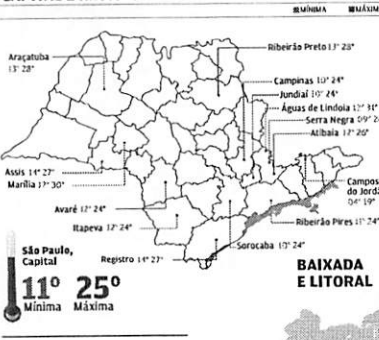 MÍNIMA MÁXIM
Araçatuba
13° 28°
Ribeirão Preto 13° 28°
Campinas 10° 24°
Jundiaí 10° 24°
Águas de Lindoia 12° 31°
Serra Negra 09° 2
Atibaia 12° 26°
Assis 14° 27°
Marília 17° 30°
Campos
do Jordã
04° 19°
Avaré 12° 24°
Ribeirão Pires 11° 24°
Itapeva 12° 24°
Sorocaba 10° 24°
Registro 14° 27°
São Paulo,
Capital
11° 25°
Mínima Máxima
BAIXADA
E LITORAL